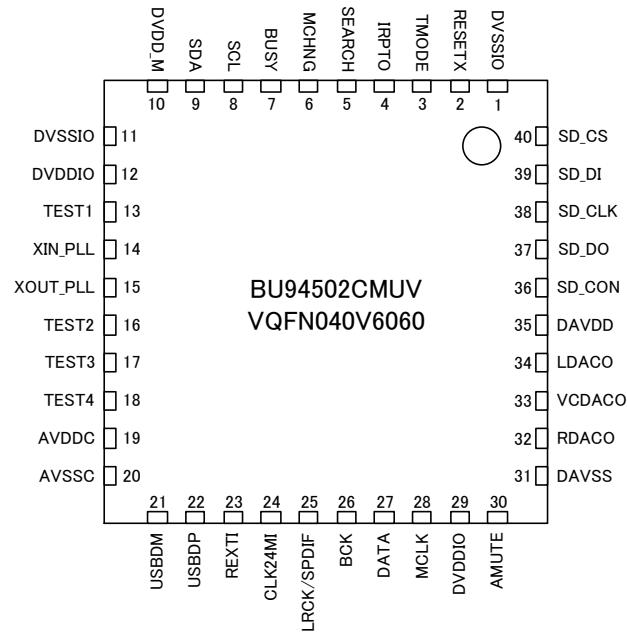 DVDD_M
SDA
SCL
BUSY
MCHNG
SEARCH
IRPTO
TMODE
RESETX
DVSSIO
10
9
8
7
6
5
4
3
2
1
DVSSIO 11
DVDDIO 12
TEST1 13
XIN_PLL 14
XOUT_PLL 15
TEST2 16
TEST3 17
TEST4 18
AVDDC 19
AVSSC 20
BU94502CMUV
VQFN040V6060
40 SD_CS
39 SD_DI
38 SD_CLK
37 SD_DO
36 SD_CON
35 DAVDD
34 LDACO
33 VCDACO
32 RDACO
31 DAVSS
21
22
23
24
25
26
27
28
29
30
USBDM
USBDP
REXTI
CLK24MI
LRCK/SPDIF
BCK
DATA
MCLK
DVDDIO
AMUTE